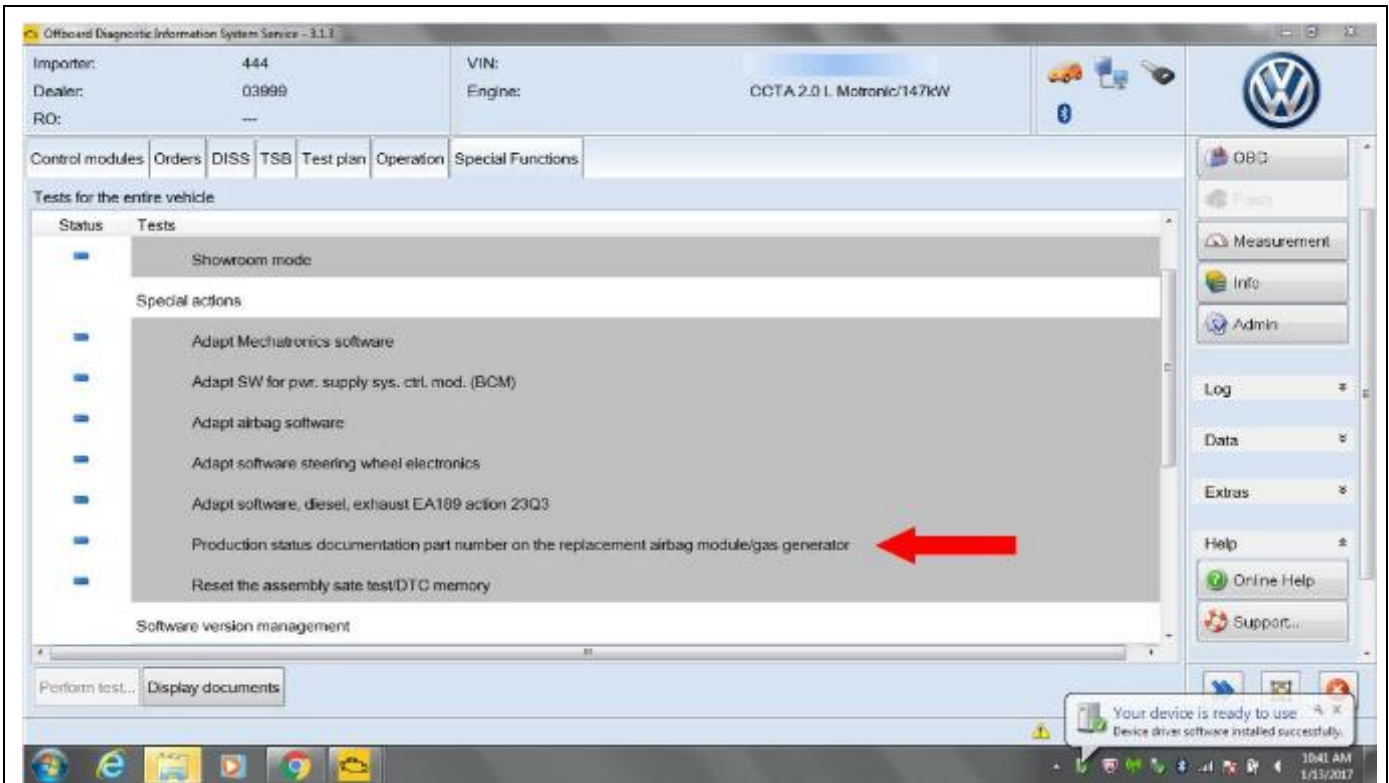 Offboard Diagnostic Information System Service - 3.1.3
Importer: 444 VIN:
Dealer: 03999 Engine: CCTA 2.0 L Motronic/147kW
RO: ---
Control modules Orders DISS TSB Test plan Operation Special Functions
Tests for the entire vehicle
Status Tests
Showroom mode
Special actions
Adapt Mechatronics software
Adapt SW for pwr. supply sys. ctrl. mod. (BCM)
Adapt airbag software
Adapt software steering wheel electronics
Adapt software, diesel, exhaust EA189 action 23Q3
Production status documentation part number on the replacement airbag module/gas generator
Reset the assembly sate test/DTC memory
Software version management
Perform test... Display documents
OBD
Flash
Measurement
Info
Admin
Log
Data
Extras
Help
Online Help
Support...
Your device is ready to use
Device driver software installed successfully.
10:41 AM
1/13/2017